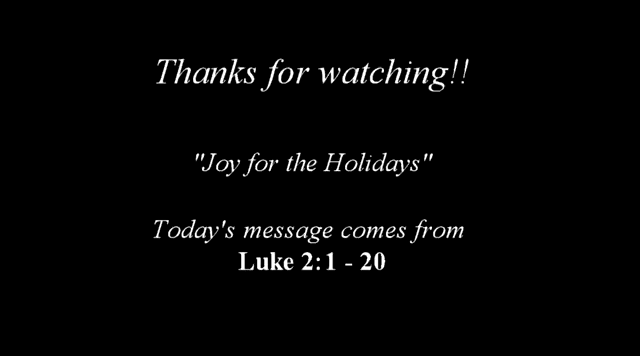 Thanks for watching!!
"Joy for the Holidays"
Today's message comes from
Luke 2:1 - 20